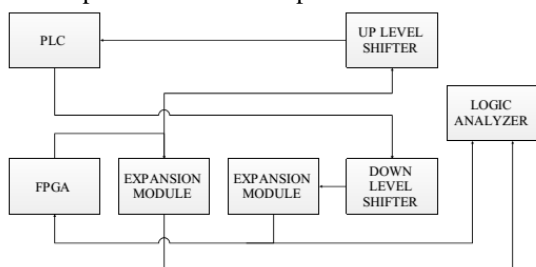 PLC
UP LEVEL
SHIFTER
LOGIC
ANALYZER
FPGA
EXPANSION
MODULE
EXPANSION
MODULE
DOWN
LEVEL
SHIFTER